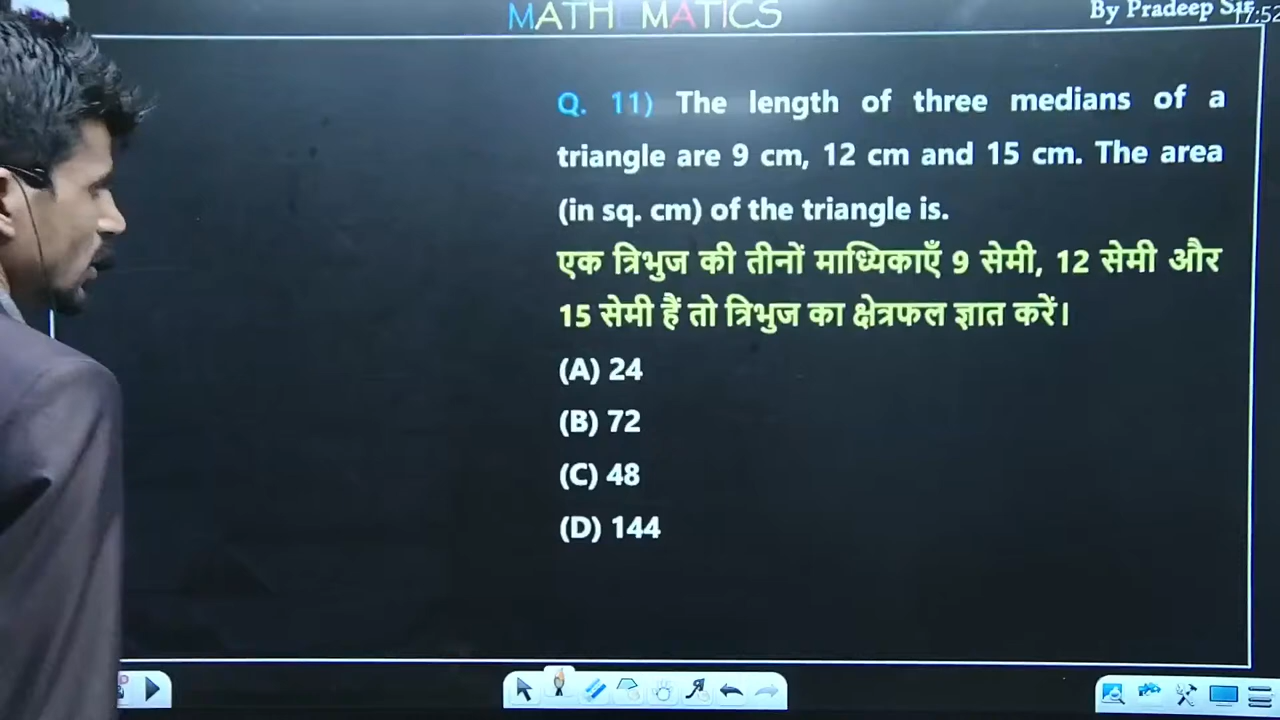 MATHEMATICS
By Pradeep Sir
17:52
Q. 11) The length of three medians of a
triangle are 9 cm, 12 cm and 15 cm. The area
(in sq. cm) of the triangle is.
एक त्रिभुज की तीनों माध्यिकाएँ 9 सेमी, 12 सेमी और
15 सेमी हैं तो त्रिभुज का क्षेत्रफल ज्ञात करें।
(A) 24
(B) 72
(C) 48
(D) 144